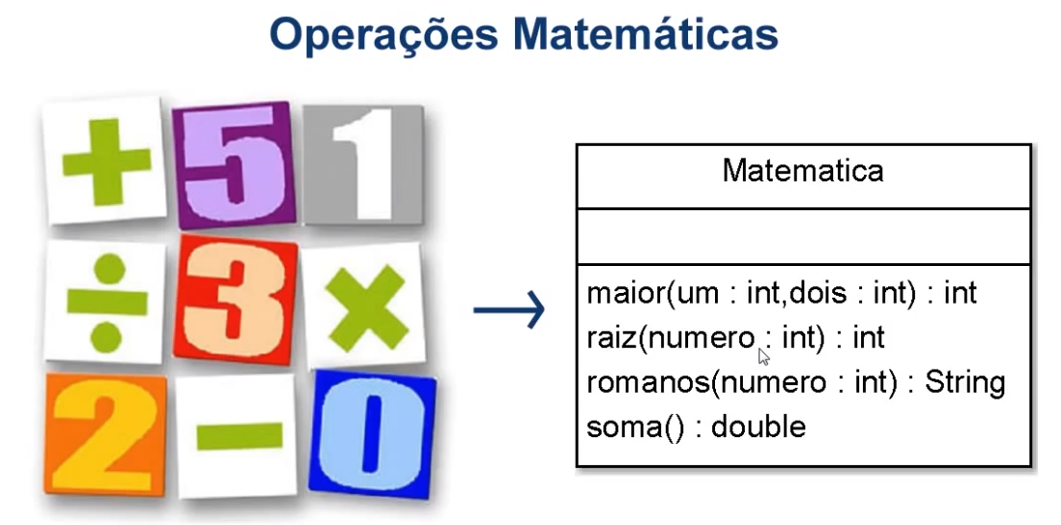 Operações Matemáticas
+ 5 1
÷ 3 ×
2 − 0
→
Matematica
maior(um : int,dois : int) : int
raiz(numero : int) : int
romanos(numero : int) : String
soma() : double